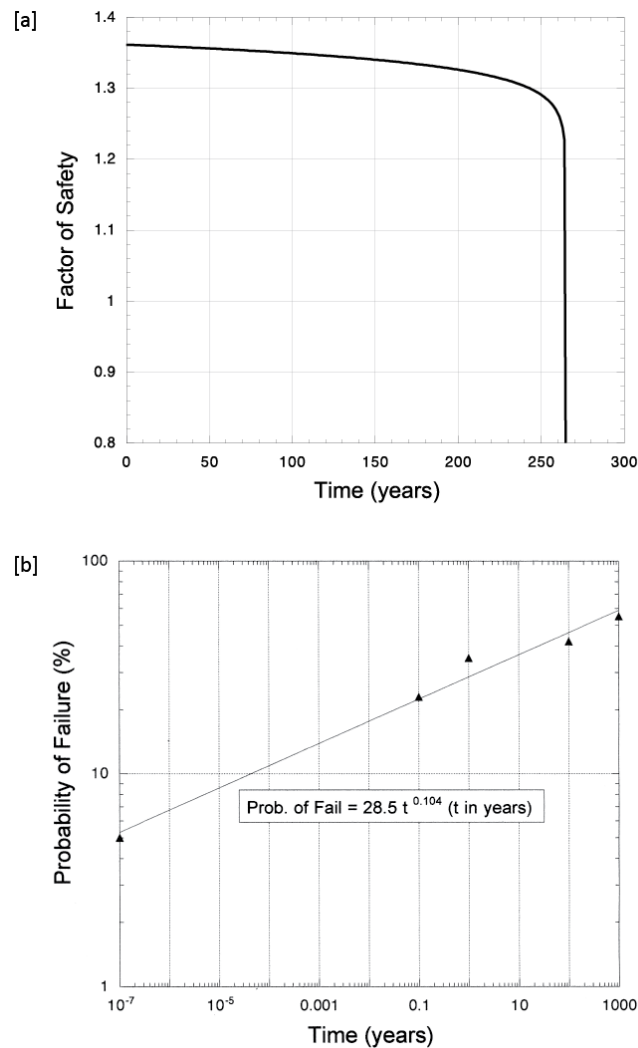 [a]
1.4
1.3
1.2
1.1
1
0.9
0.8
Factor of Safety
0 50 100 150 200 250 300
Time (years)
[b]
100
10
1
Probability of Failure (%)
Prob. of Fail = 28.5 t^0.104 (t in years)
10^-7 10^-5 0.001 0.1 10 1000
Time (years)